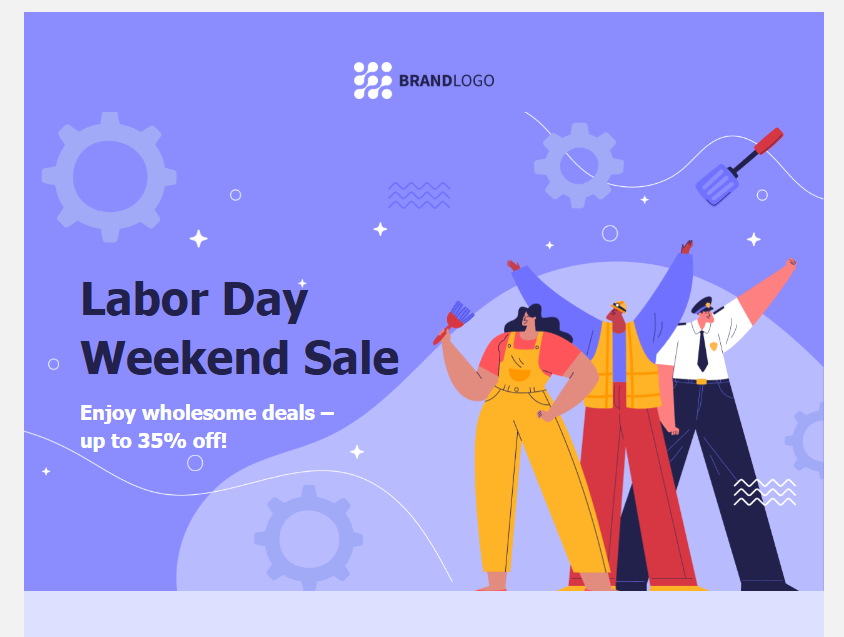 BRANDLOGO
Labor Day
Weekend Sale
Enjoy wholesome deals –
up to 35% off!